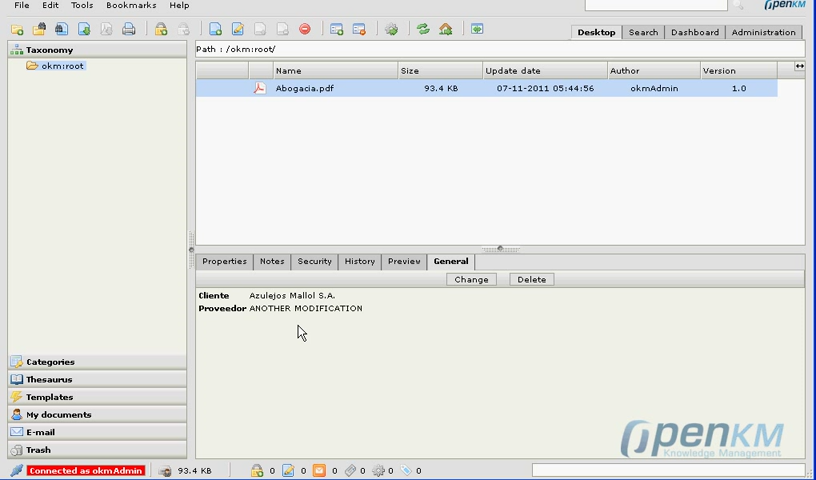 File Edit Tools Bookmarks Help
OpenKM
Desktop Search Dashboard Administration
Taxonomy
Path : /okm:root/
okm:root
Name Size Update date Author Version
Abogacia.pdf 93.4 KB 07-11-2011 05:44:56 okmAdmin 1.0
Properties Notes Security History Preview General
Change Delete
Cliente Azulejos Mallol S.A.
Proveedor ANOTHER MODIFICATION
Categories
Thesaurus
Templates
My documents
E-mail
Trash
OpenKM
Knowledge Management
Connected as okmAdmin 93.4 KB 0 0 0 0 0 0